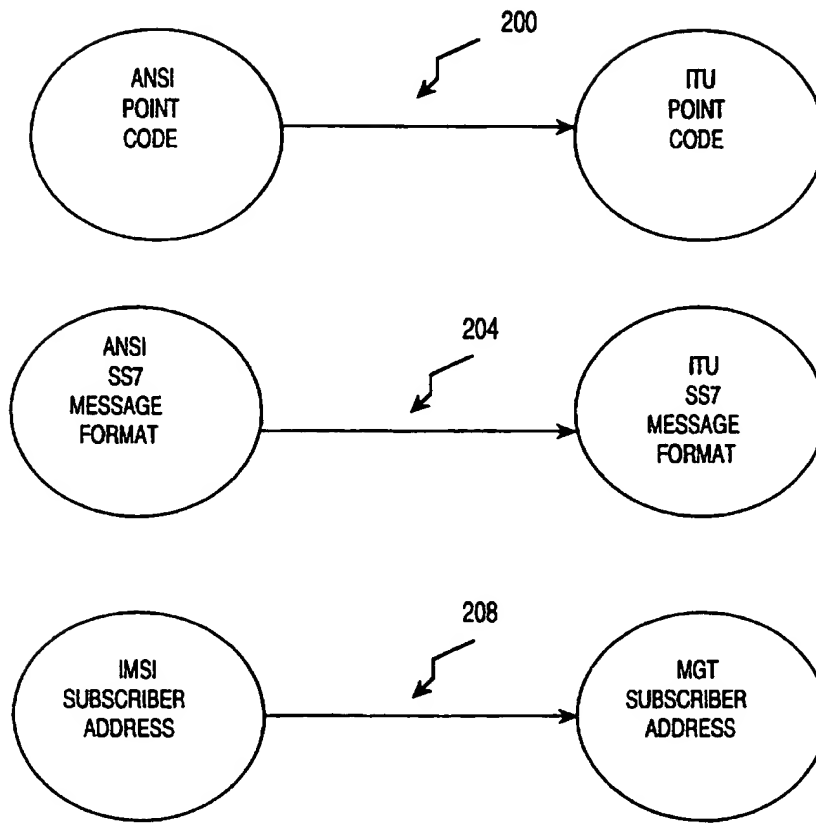 200
ANSI
POINT
CODE
ITU
POINT
CODE
204
ANSI
SS7
MESSAGE
FORMAT
ITU
SS7
MESSAGE
FORMAT
208
IMSI
SUBSCRIBER
ADDRESS
MGT
SUBSCRIBER
ADDRESS